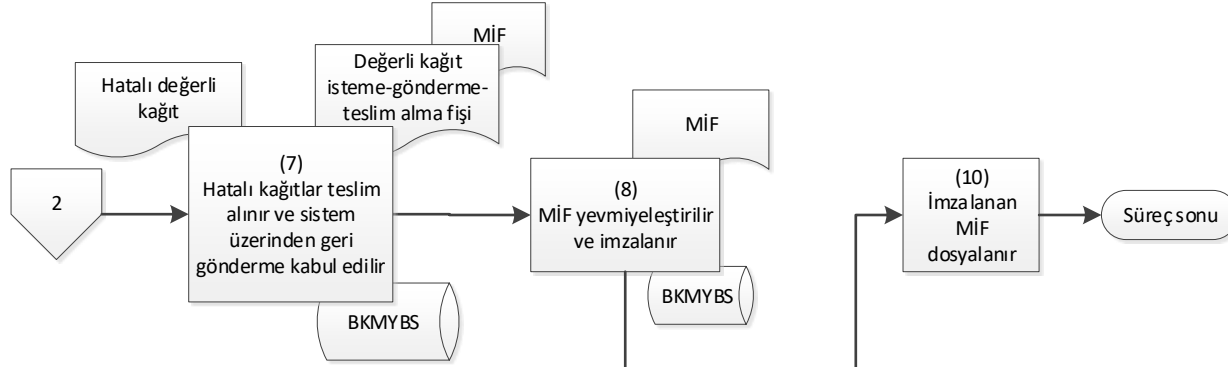 MİF
Değerli kağıt
isteme-gönderme-
teslim alma fişi
Hatalı değerli
kağıt
MİF
2
(7)
Hatalı kağıtlar teslim
alınır ve sistem
üzerinden geri
gönderme kabul edilir
(8)
MİF yevmiyeleştirilir
ve imzalanır
(10)
İmzalanan
MİF
dosyalanır
Süreç sonu
BKMYBS
BKMYBS